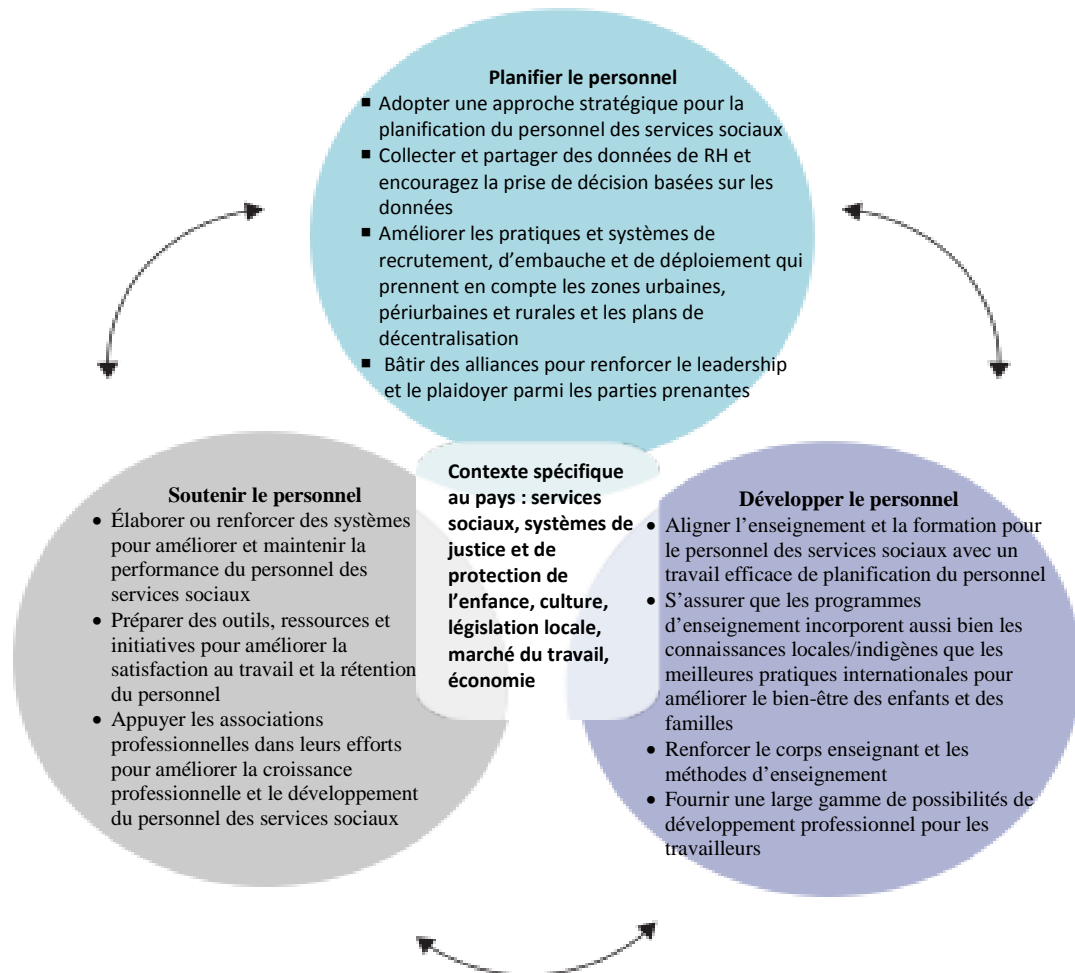 Planifier le personnel
▪ Adopter une approche stratégique pour la
planification du personnel des services sociaux
▪ Collecter et partager des données de RH et
encouragez la prise de décision basées sur les
données
▪ Améliorer les pratiques et systèmes de
recrutement, d’embauche et de déploiement qui
prennent en compte les zones urbaines,
périurbaines et rurales et les plans de
décentralisation
▪ Bâtir des alliances pour renforcer le leadership
et le plaidoyer parmi les parties prenantes
Soutenir le personnel
• Élaborer ou renforcer des systèmes
pour améliorer et maintenir la
performance du personnel des
services sociaux
• Préparer des outils, ressources et
initiatives pour améliorer la
satisfaction au travail et la rétention
du personnel
• Appuyer les associations
professionnelles dans leurs efforts
pour améliorer la croissance
professionnelle et le développement
du personnel des services sociaux
Contexte spécifique
au pays : services
sociaux, systèmes de
justice et de
protection de
l’enfance, culture,
législation locale,
marché du travail,
économie
Développer le personnel
• Aligner l’enseignement et la formation pour
le personnel des services sociaux avec un
travail efficace de planification du personnel
• S’assurer que les programmes
d’enseignement incorporent aussi bien les
connaissances locales/indigènes que les
meilleures pratiques internationales pour
améliorer le bien-être des enfants et des
familles
• Renforcer le corps enseignant et les
méthodes d’enseignement
• Fournir une large gamme de possibilités de
développement professionnel pour les
travailleurs